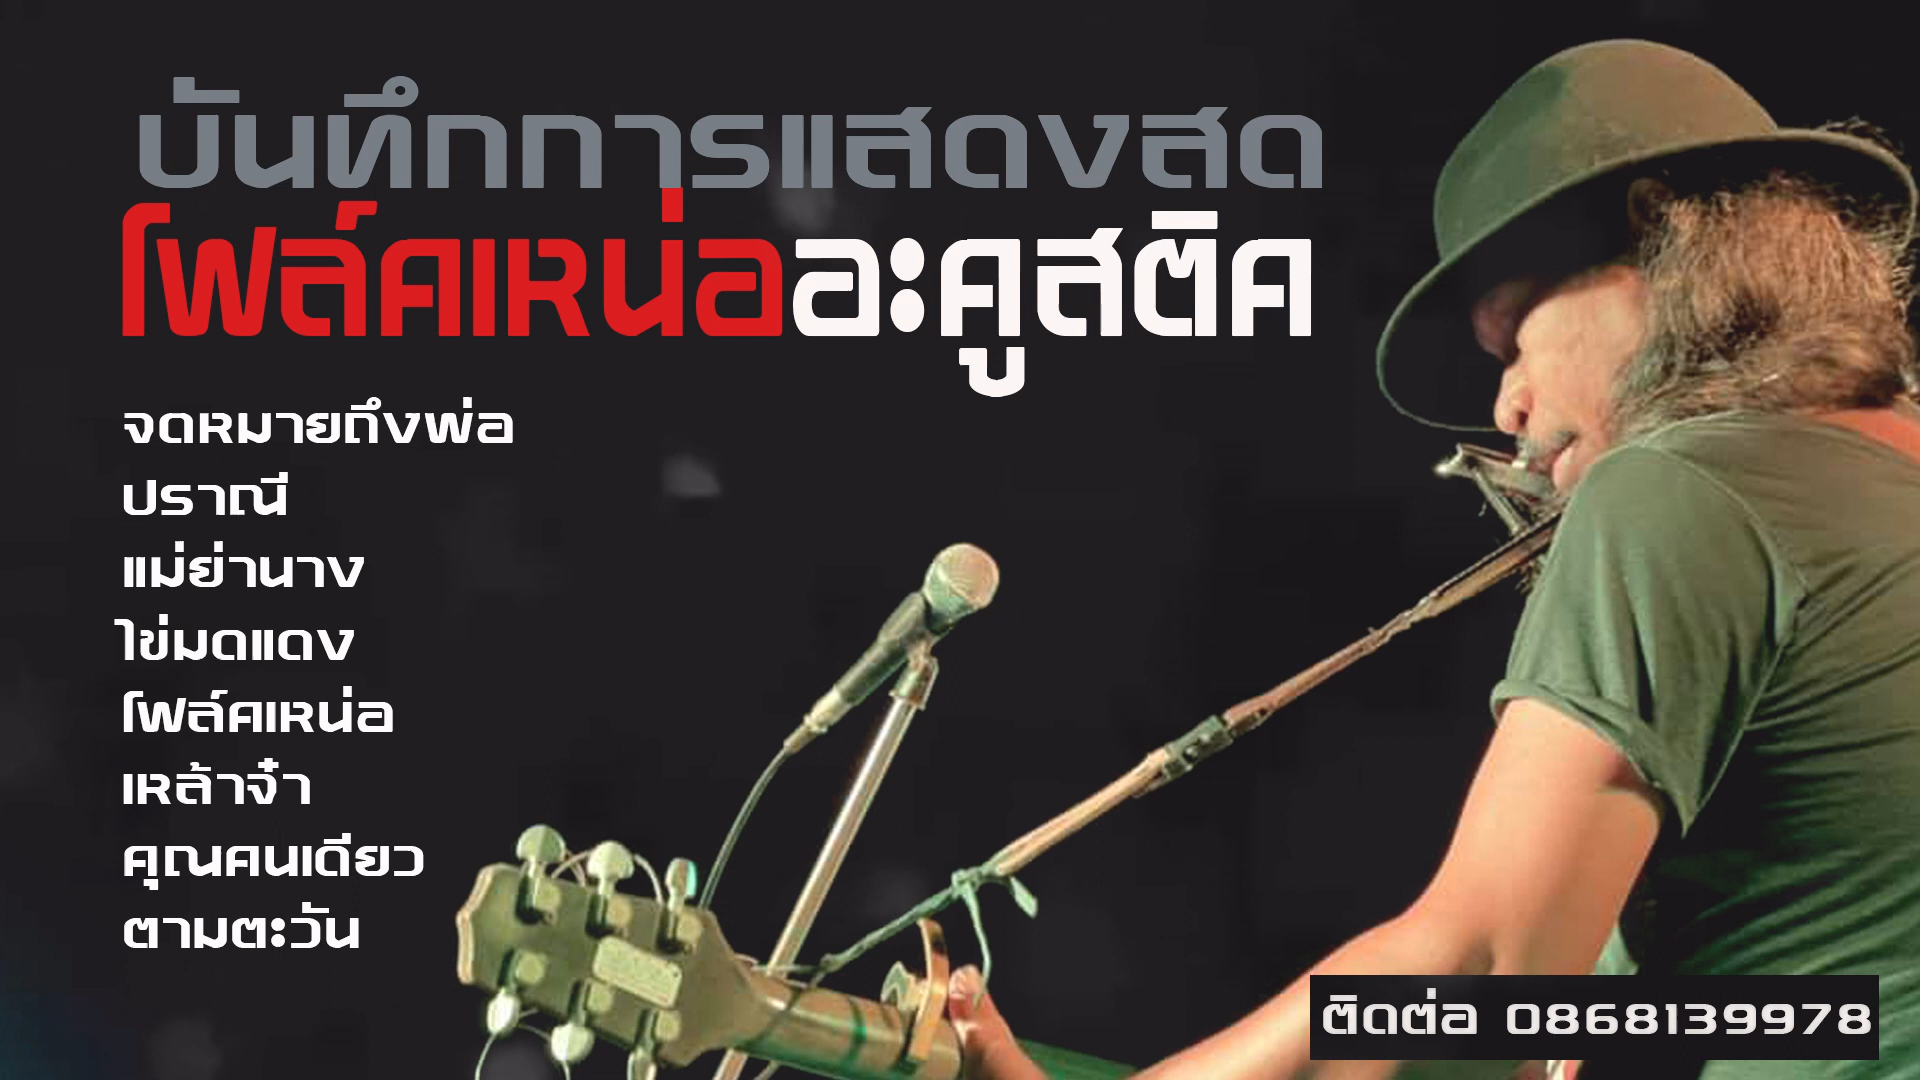 บันทึกการแสดงสด
โฟล์คเหน่ออะคูสติค
จดหมายถึงพ่อ
ปราณี
แม่ย่านาง
ไข่มดแดง
โฟล์คเหน่อ
เหล้าจ๋า
คุณคนเดียว
ตามตะวัน
ติดต่อ 0868139978